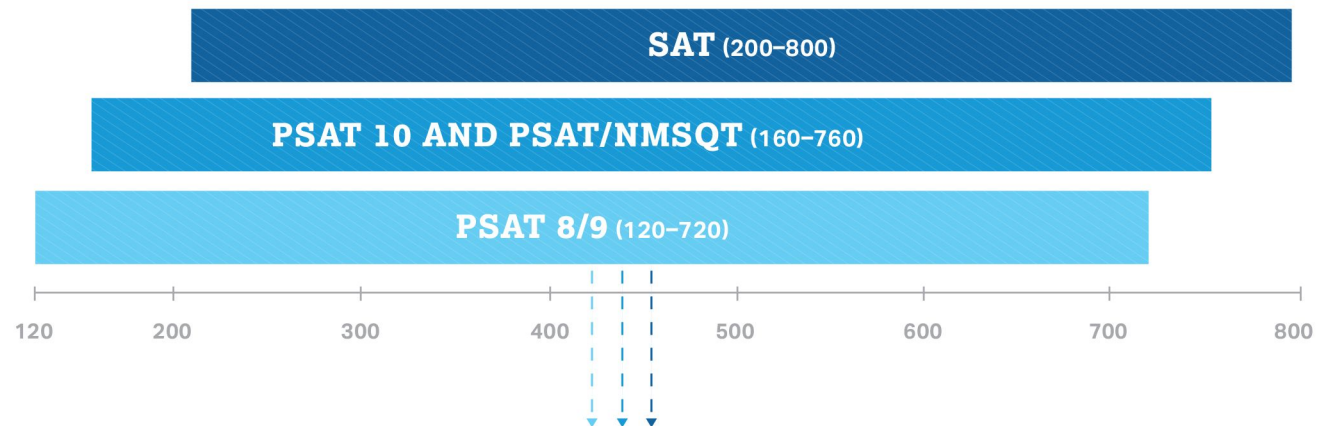 SAT (200–800)
PSAT 10 AND PSAT/NMSQT (160–760)
PSAT 8/9 (120–720)
120 200 300 400 500 600 700 800